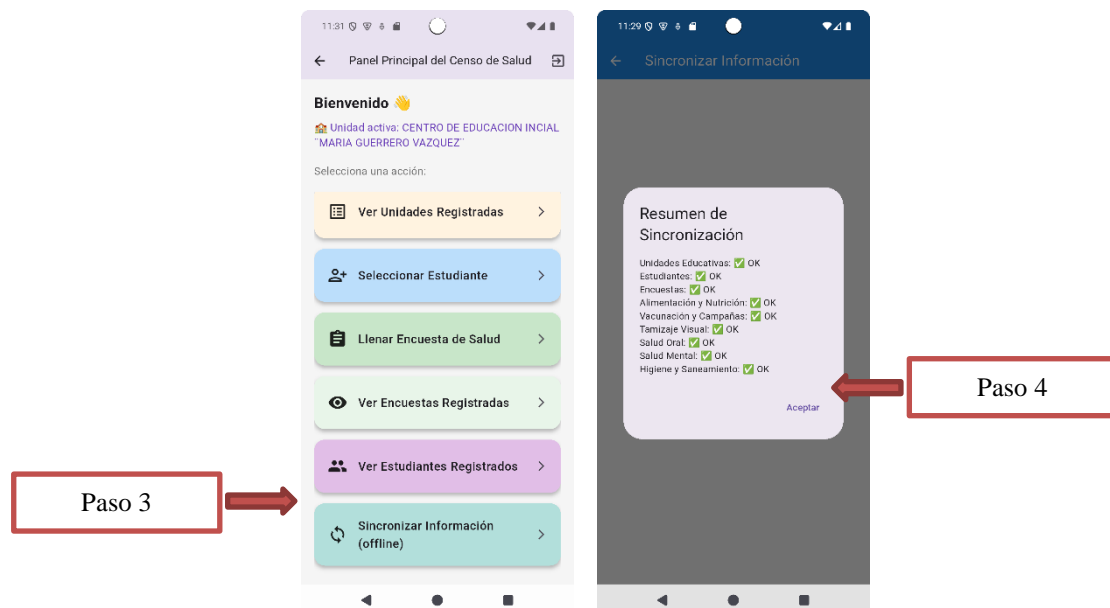 11:31
Panel Principal del Censo de Salud
Bienvenido 👋
🏫 Unidad activa: CENTRO DE EDUCACION INCIAL
¨MARIA GUERRERO VAZQUEZ¨
Selecciona una acción:
Ver Unidades Registradas
Seleccionar Estudiante
Llenar Encuesta de Salud
Ver Encuestas Registradas
Ver Estudiantes Registrados
Sincronizar Información
(offline)
Paso 3
11:29
Sincronizar Información
Resumen de
Sincronización
Unidades Educativas: ✅ OK
Estudiantes: ✅ OK
Encuestas: ✅ OK
Alimentación y Nutrición: ✅ OK
Vacunación y Campañas: ✅ OK
Tamizaje Visual: ✅ OK
Salud Oral: ✅ OK
Salud Mental: ✅ OK
Higiene y Saneamiento: ✅ OK
Aceptar
Paso 4